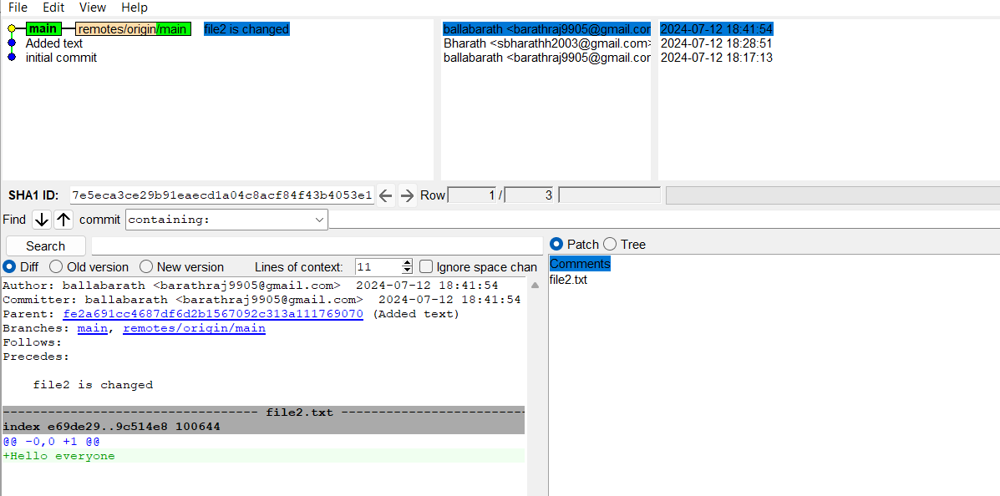 File Edit View Help
main remotes/origin/main file2 is changed ballabarath <barathraj9905@gmail.cor 2024-07-12 18:41:54
Added text Bharath <sbharathh2003@gmail.com> 2024-07-12 18:28:51
initial commit ballabarath <barathraj9905@gmail.cor 2024-07-12 18:17:13
SHA1 ID: 7e5eca3ce29b91eaecd1a04c8acf84f43b4053e1 Row 1 / 3
Find commit containing:
Search Patch Tree
Diff Old version New version Lines of context: 11 Ignore space chan Comments
Author: ballabarath <barathraj9905@gmail.com> 2024-07-12 18:41:54 file2.txt
Committer: ballabarath <barathraj9905@gmail.com> 2024-07-12 18:41:54
Parent: fe2a691cc4687df6d2b1567092c313a111769070 (Added text)
Branches: main, remotes/origin/main
Follows:
Precedes:
file2 is changed
---------------------------------- file2.txt ------------------------
index e69de29..9c514e8 100644
@@ -0,0 +1 @@
+Hello everyone